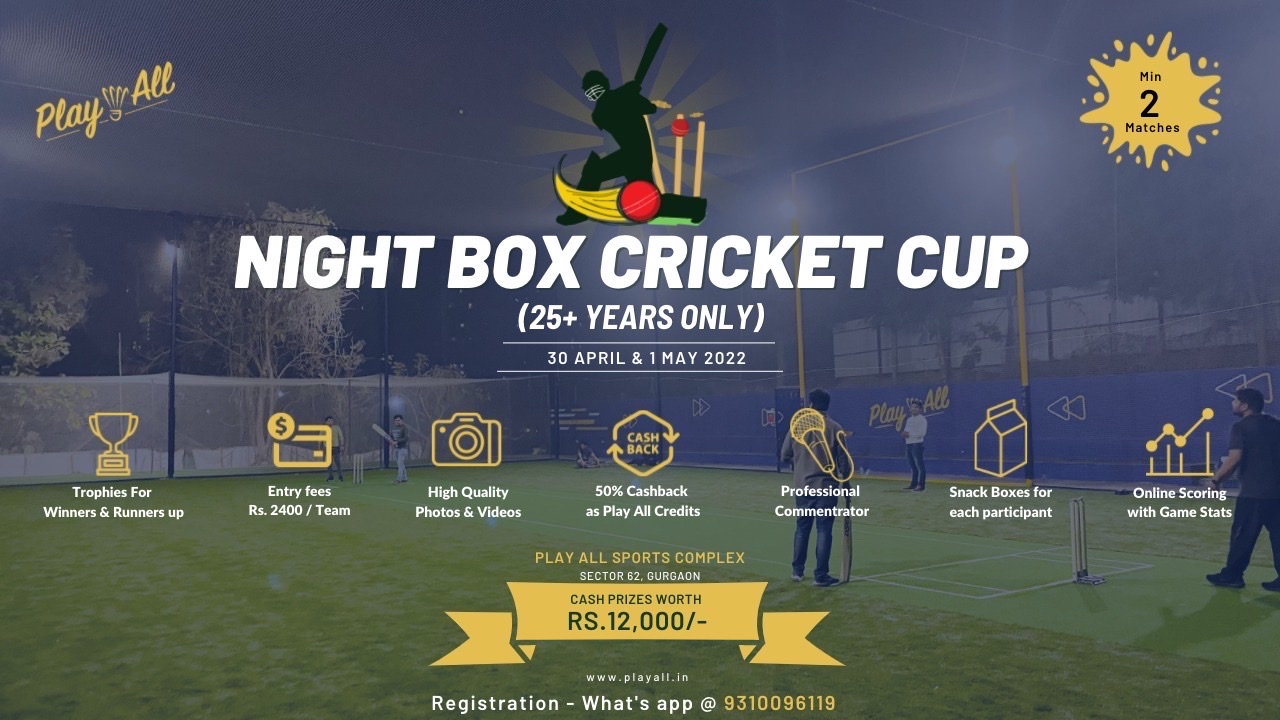 Play All
Min
2
Matches
NIGHT BOX CRICKET CUP
(25+ YEARS ONLY)
30 APRIL & 1 MAY 2022
Play All
$
CASH
BACK
Trophies For
Winners & Runners up
Entry fees
Rs. 2400 / Team
High Quality
Photos & Videos
50% Cashback
as Play All Credits
Professional
Commentrator
Snack Boxes for
each participant
Online Scoring
with Game Stats
PLAY ALL SPORTS COMPLEX
SECTOR 62, GURGAON
CASH PRIZES WORTH
RS.12,000/-
www.playall.in
Registration - What's app @ 9310096119